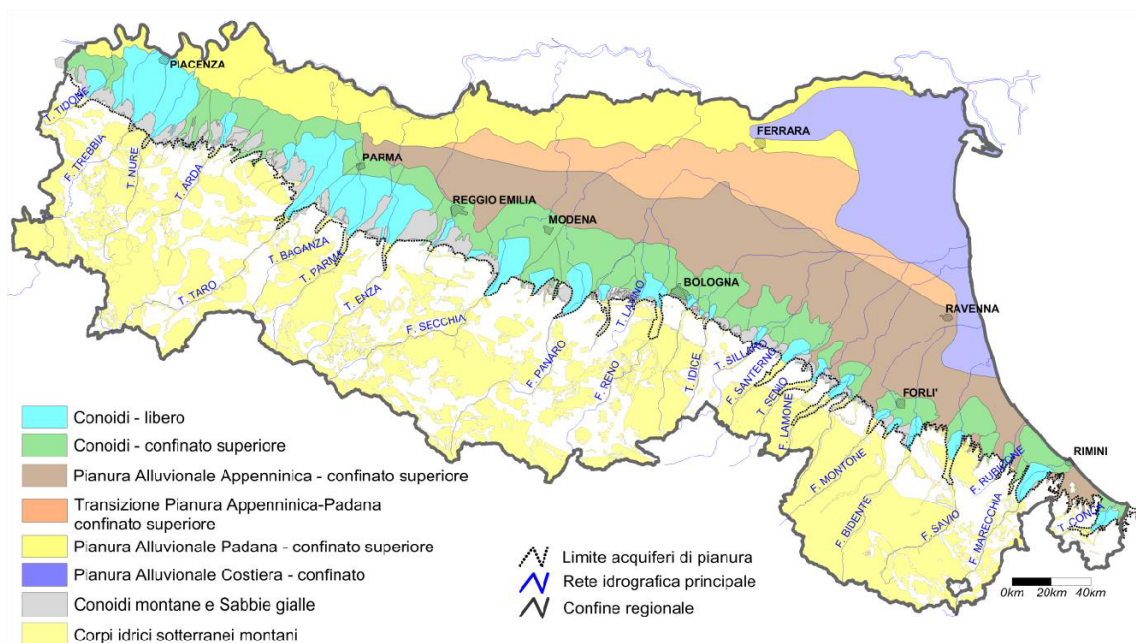 PIACENZA
T. TIDONE
FERRARA
F. TREBBIA
T. NURE
T. ARDA
PARMA
REGGIO EMILIA
MODENA
T. BAGANZA
T. PARMA
T. TARO
T. ENZA
F. SECCHIA
BOLOGNA
T. LAVINO
RAVENNA
F. PANARO
F. RENO
T. IDICE
T. SILLARO
F. SANTERNO
T. SENIO
F. LAMONE
FORLI'
F. MONTONE
F. BIDENTE
F. SAVIO
F. RUBICONE
F. MARECCHIA
RIMINI
T. CONCA
Conoidi - libero
Conoidi - confinato superiore
Pianura Alluvionale Appenninica - confinato superiore
Transizione Pianura Appenninica-Padana
confinato superiore
Pianura Alluvionale Padana - confinato superiore
Pianura Alluvionale Costiera - confinato
Conoidi montane e Sabbie gialle
Corpi idrici sotterranei montani
Limite acquiferi di pianura
Rete idrografica principale
Confine regionale
0km 20km 40km